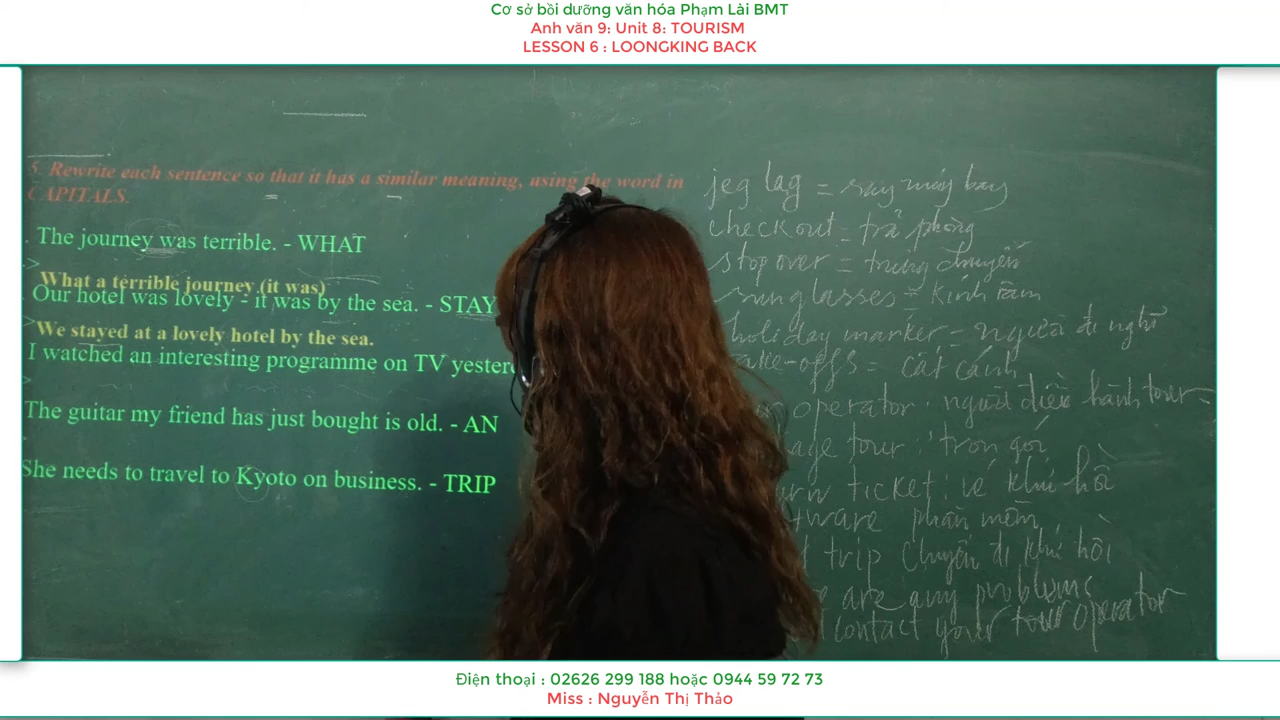 Cơ sở bồi dưỡng văn hóa Phạm Lài BMT
Anh văn 9: Unit 8: TOURISM
LESSON 6 : LOONGKING BACK
5. Rewrite each sentence so that it has a similar meaning, using the word in
CAPITALS.
The journey was terrible. - WHAT
What a terrible journey (it was)
Our hotel was lovely - it was by the sea. - STAY
We stayed at a lovely hotel by the sea.
I watched an interesting programme on TV
The guitar my friend has just bought is old. - AN
She needs to travel to Kyoto on business. - TRIP
jeg lag = say máy bay
checkout = trả phòng
stop over = trung chuyển
sunglasses = kính râm
holiday marker = người đi nghỉ
= cất cánh
operator : người điều hành tour =
tour : trọn gói
ticket : vé khứ hồi
phần mềm
trip chuyến đi khứ hồi
are any problems
contact your tour operator
Điện thoại : 02626 299 188 hoặc 0944 59 72 73
Miss : Nguyễn Thị Thảo